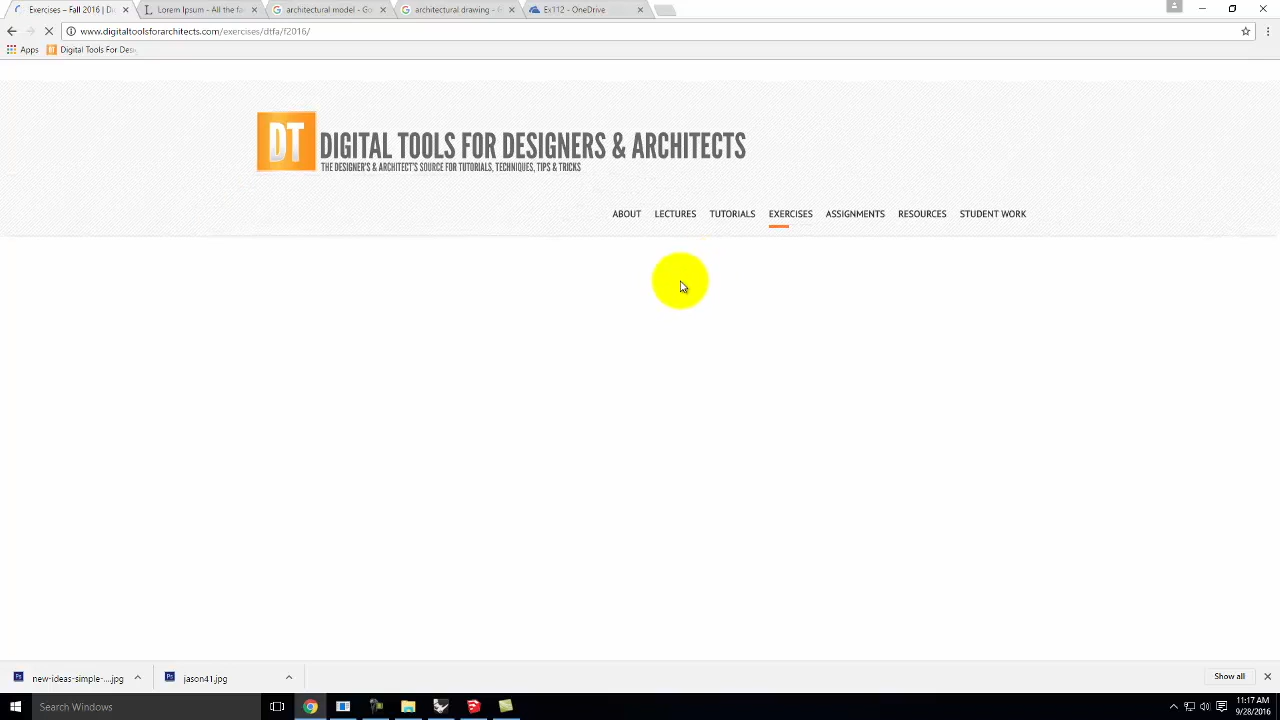 Exercises – Fall 2016 | Di
Lorem Ipsum - All the fa
architectural model - Go
architectural drawing -
Ex112 - OneDrive
www.digitaltoolsforarchitects.com/exercises/dtfa/f2016/
Apps
Digital Tools For Desig
DT
DIGITAL TOOLS FOR DESIGNERS & ARCHITECTS
THE DESIGNER'S & ARCHITECT'S SOURCE FOR TUTORIALS, TECHNIQUES, TIPS & TRICKS
ABOUT LECTURES TUTORIALS EXERCISES ASSIGNMENTS RESOURCES STUDENT WORK
new-ideas-simple-....jpg
jason41.jpg
Show all
Search Windows
11:17 AM
9/28/2016